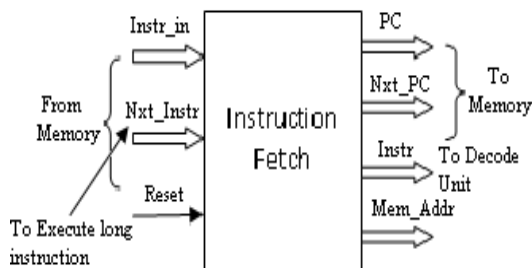 Instr_in
From
Memory
Nxt_Instr
Reset
To Execute long
instruction
Instruction
Fetch
PC
Nxt_PC
To
Memory
Instr
To Decode
Unit
Mem_Addr